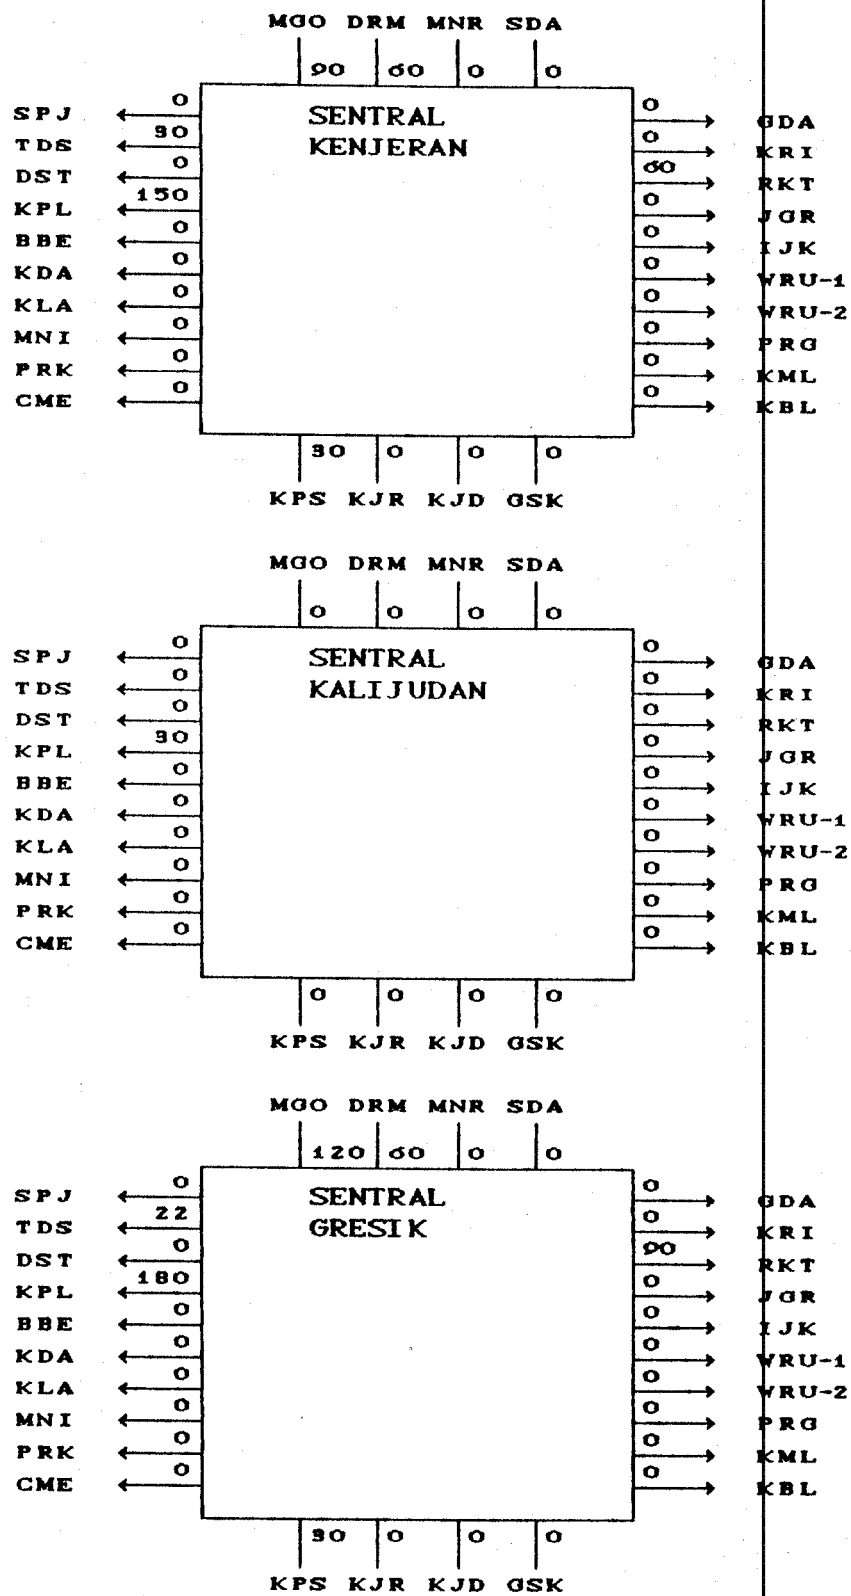 MGO DRM MNR SDA
90 60 0 0
0 0
SPJ SENTRAL GDA
30 0
TDS KENJERAN KRI
0 60
DST RKT
150 0
KPL JGR
0 0
BBE IJK
0 0
KDA WRU-1
0 0
KLA WRU-2
0 0
MNI PRG
0 0
PRK KML
0 0
CME KBL
30 0 0 0
KPS KJR KJD GSK
MGO DRM MNR SDA
0 0 0 0
0 0
SPJ SENTRAL GDA
0 0
TDS KALIJUDAN KRI
0 0
DST RKT
30 0
KPL JGR
0 0
BBE IJK
0 0
KDA WRU-1
0 0
KLA WRU-2
0 0
MNI PRG
0 0
PRK KML
0 0
CME KBL
0 0 0 0
KPS KJR KJD GSK
MGO DRM MNR SDA
120 60 0 0
0 0
SPJ SENTRAL GDA
22 0
TDS GRESIK KRI
0 90
DST RKT
180 0
KPL JGR
0 0
BBE IJK
0 0
KDA WRU-1
0 0
KLA WRU-2
0 0
MNI PRG
0 0
PRK KML
0 0
CME KBL
30 0 0 0
KPS KJR KJD GSK